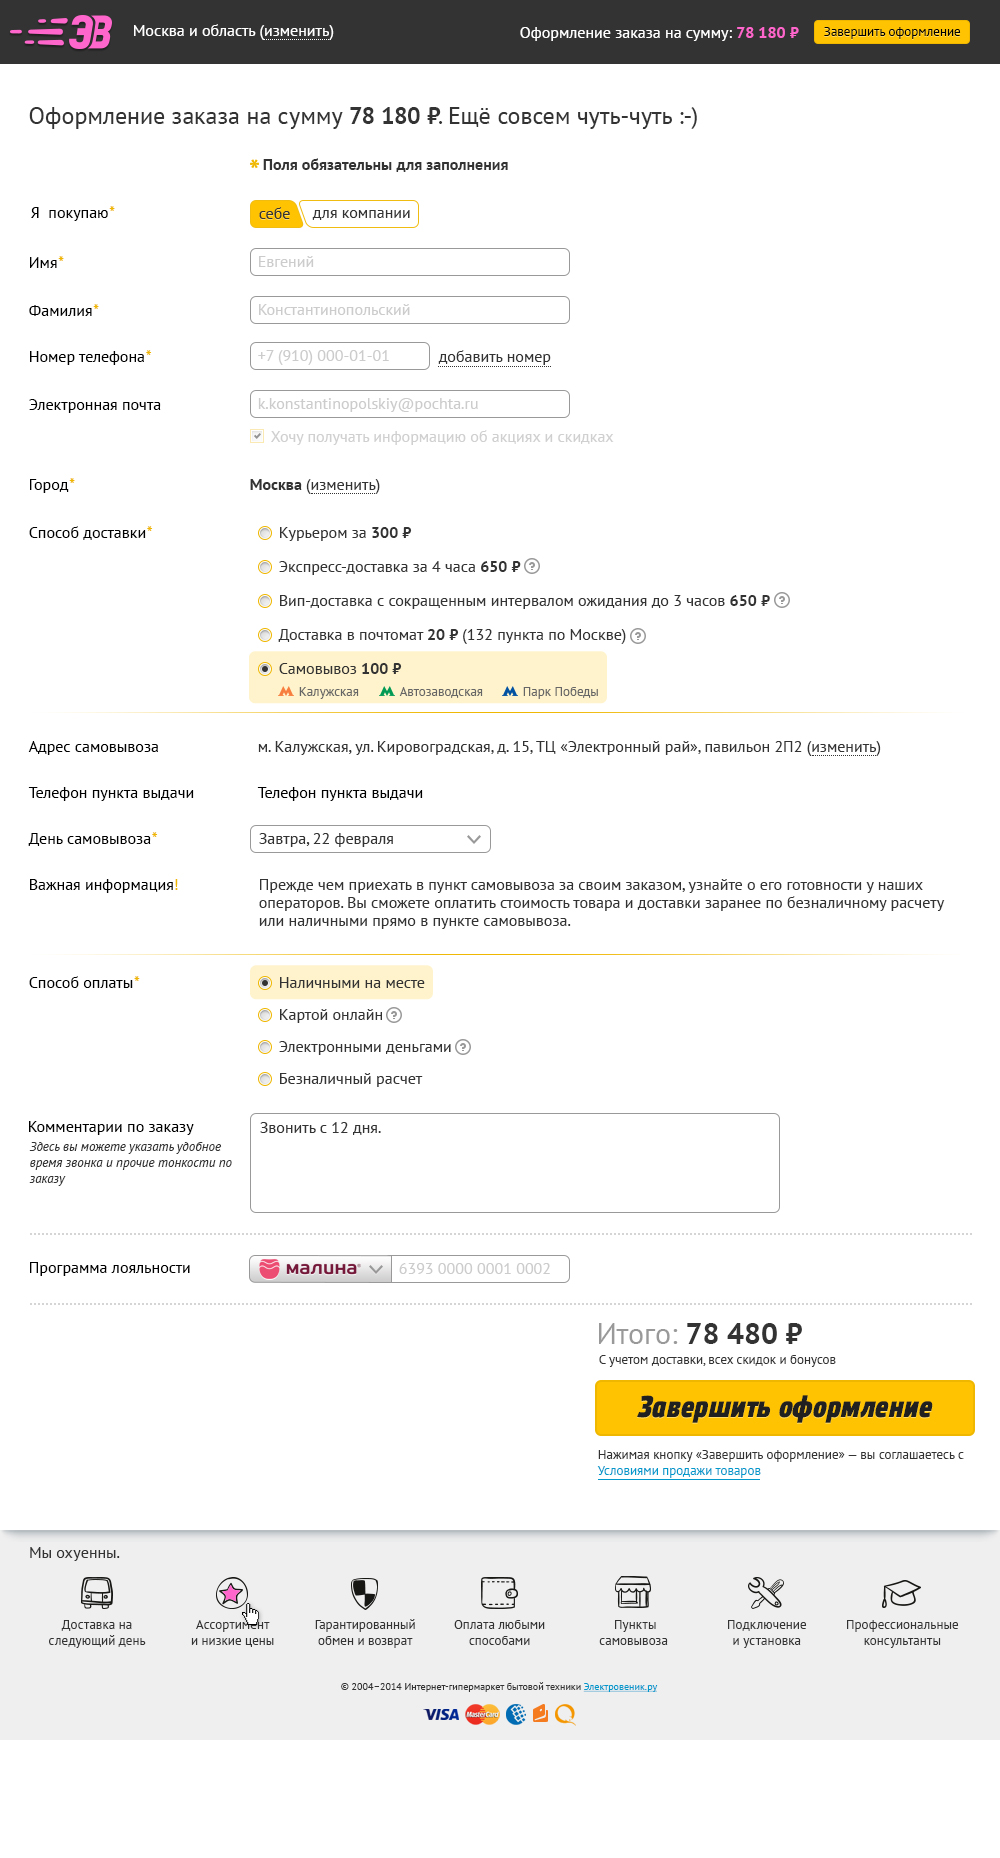 ЭВ
Москва и область (изменить)
Оформление заказа на сумму: 78 180 ₽
Завершить оформление
Оформление заказа на сумму 78 180 ₽. Ещё совсем чуть-чуть :-)
* Поля обязательны для заполнения
Я покупаю*
себе
для компании
Имя*
Евгений
Фамилия*
Константинопольский
Номер телефона*
+7 (910) 000-01-01
добавить номер
Электронная почта
k.konstantinopolskiy@pochta.ru
Хочу получать информацию об акциях и скидках
Город*
Москва (изменить)
Способ доставки*
Курьером за 300 ₽
Экспресс-доставка за 4 часа 650 ₽ ?
Вип-доставка с сокращенным интервалом ожидания до 3 часов 650 ₽ ?
Доставка в почтомат 20 ₽ (132 пункта по Москве) ?
Самовывоз 100 ₽
Калужская
Автозаводская
Парк Победы
Адрес самовывоза
м. Калужская, ул. Кировоградская, д. 15, ТЦ «Электронный рай», павильон 2П2 (изменить)
Телефон пункта выдачи
Телефон пункта выдачи
День самовывоза*
Завтра, 22 февраля
Важная информация!
Прежде чем приехать в пункт самовывоза за своим заказом, узнайте о его готовности у наших
операторов. Вы сможете оплатить стоимость товара и доставки заранее по безналичному расчету
или наличными прямо в пункте самовывоза.
Способ оплаты*
Наличными на месте
Картой онлайн ?
Электронными деньгами ?
Безналичный расчет
Комментарии по заказу
Здесь вы можете указать удобное
время звонка и прочие тонкости по
заказу
Звонить с 12 дня.
Программа лояльности
малина®
6393 0000 0001 0002
Итого: 78 480 ₽
С учетом доставки, всех скидок и бонусов
Завершить оформление
Нажимая кнопку «Завершить оформление» — вы соглашаетесь с
Условиями продажи товаров
Мы охуенны.
Доставка на
следующий день
Ассортимент
и низкие цены
Гарантированный
обмен и возврат
Оплата любыми
способами
Пункты
самовывоза
Подключение
и установка
Профессиональные
консультанты
© 2004–2014 Интернет-гипермаркет бытовой техники Электровеник.ру
VISA
MasterCard